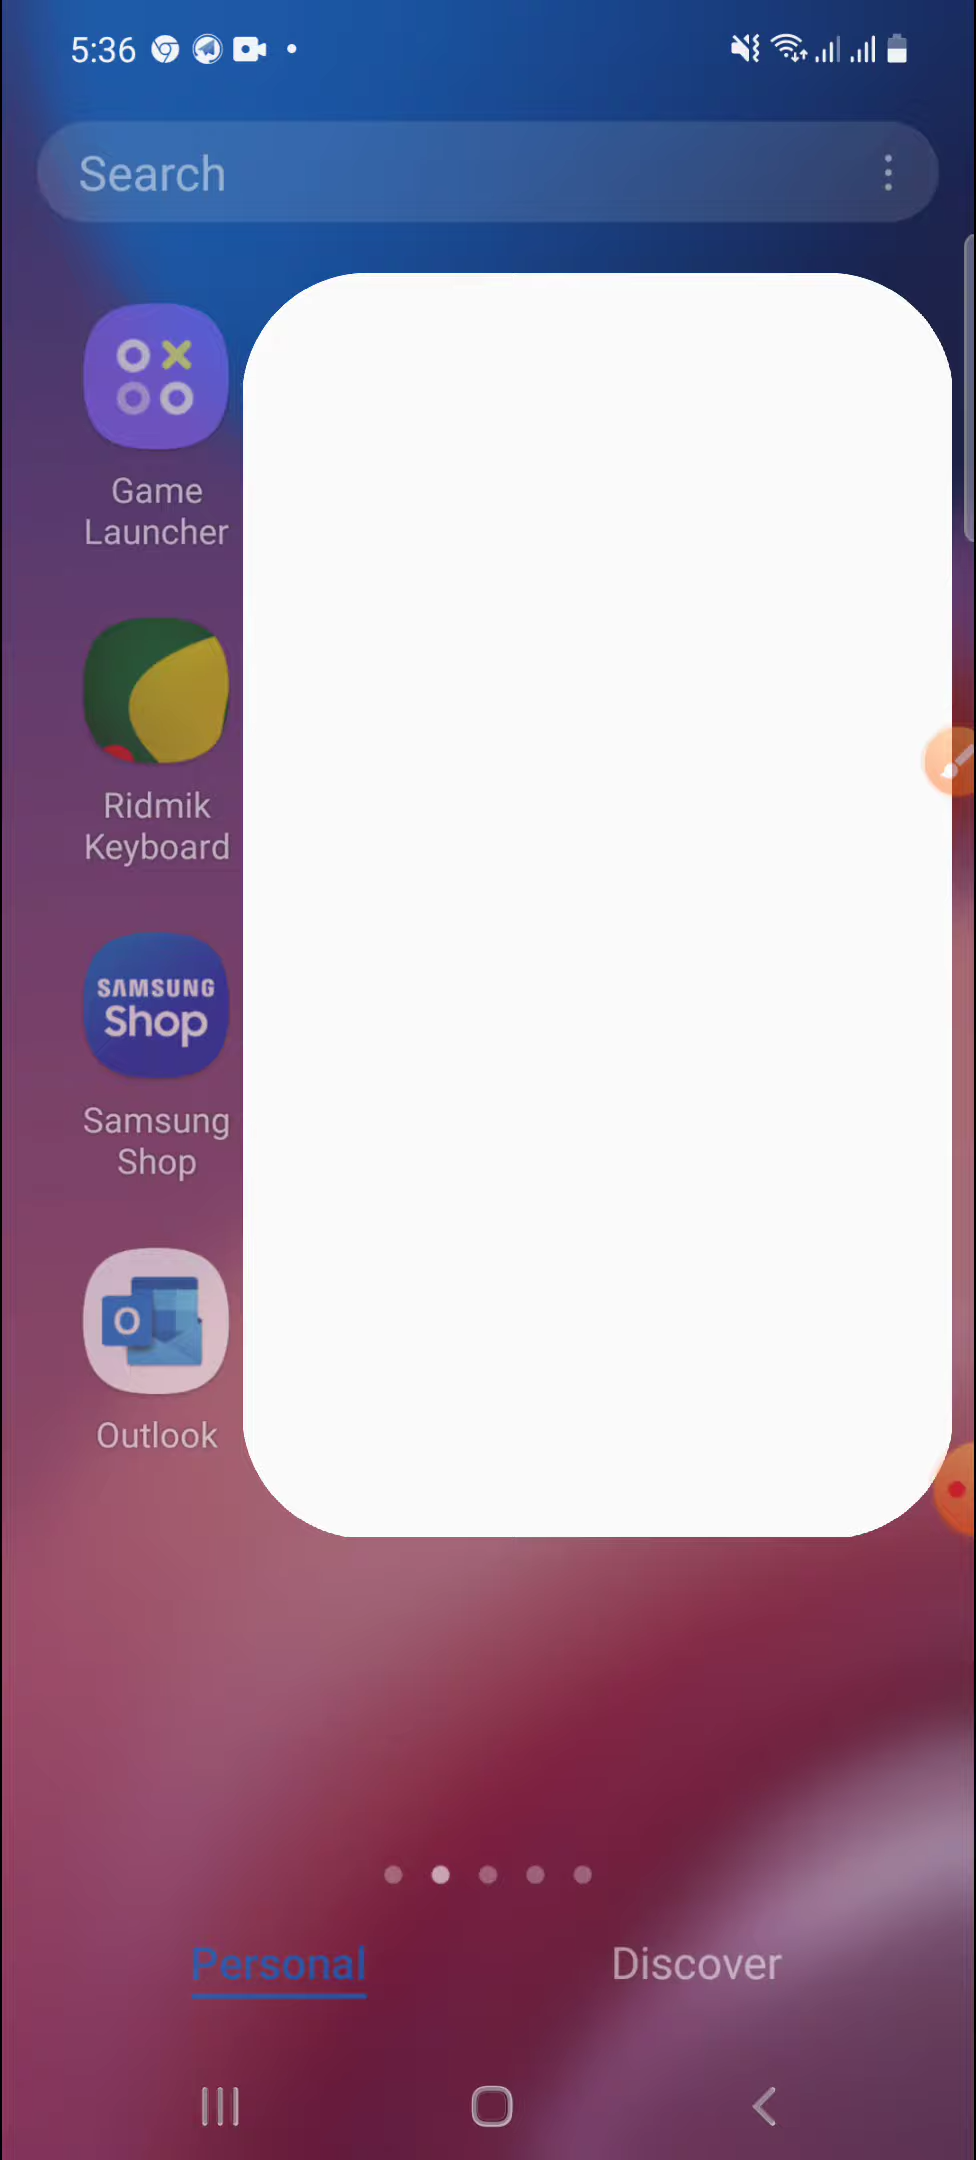 5:36
Search
Game
Launcher
Ridmik
Keyboard
SAMSUNG
Shop
Samsung
Shop
O
Outlook
Personal
Discover